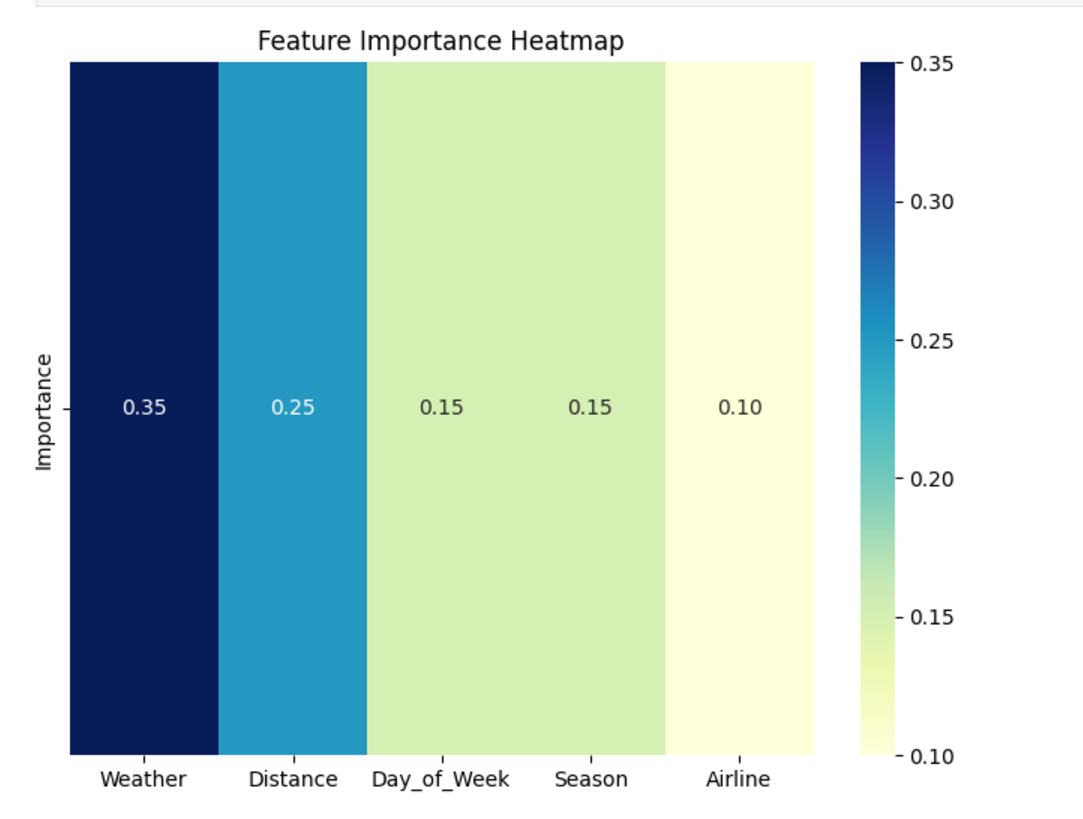 Feature Importance Heatmap
Importance
0.35 0.25 0.15 0.15 0.10
Weather Distance Day_of_Week Season Airline
0.35
0.30
0.25
0.20
0.15
0.10